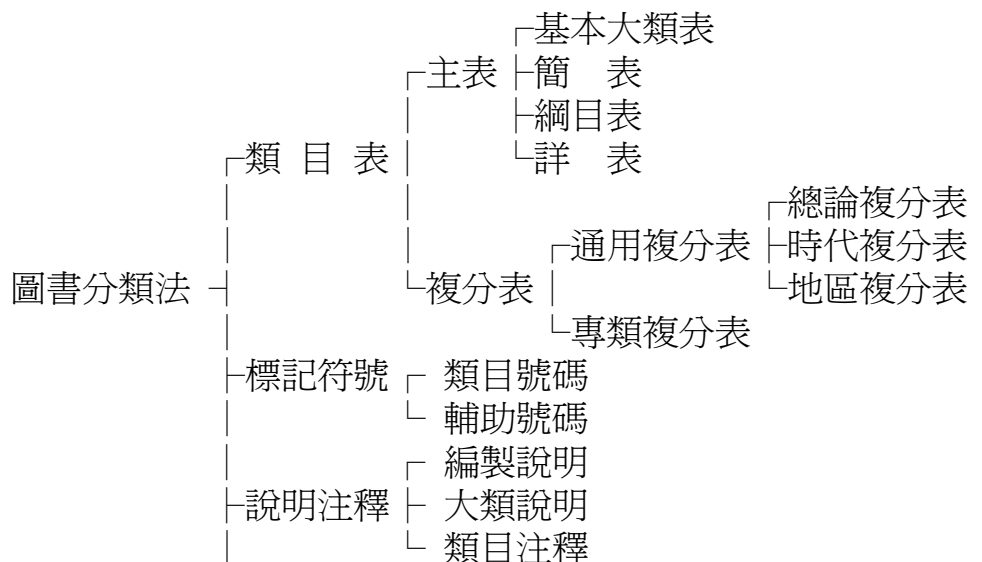 基本大類表
主表 簡　表
綱目表
類 目 表 詳　表
總論複分表
通用複分表 時代複分表
圖書分類法 複分表 地區複分表
專類複分表
標記符號 類目號碼
輔助號碼
編製說明
說明注釋 大類說明
類目注釋